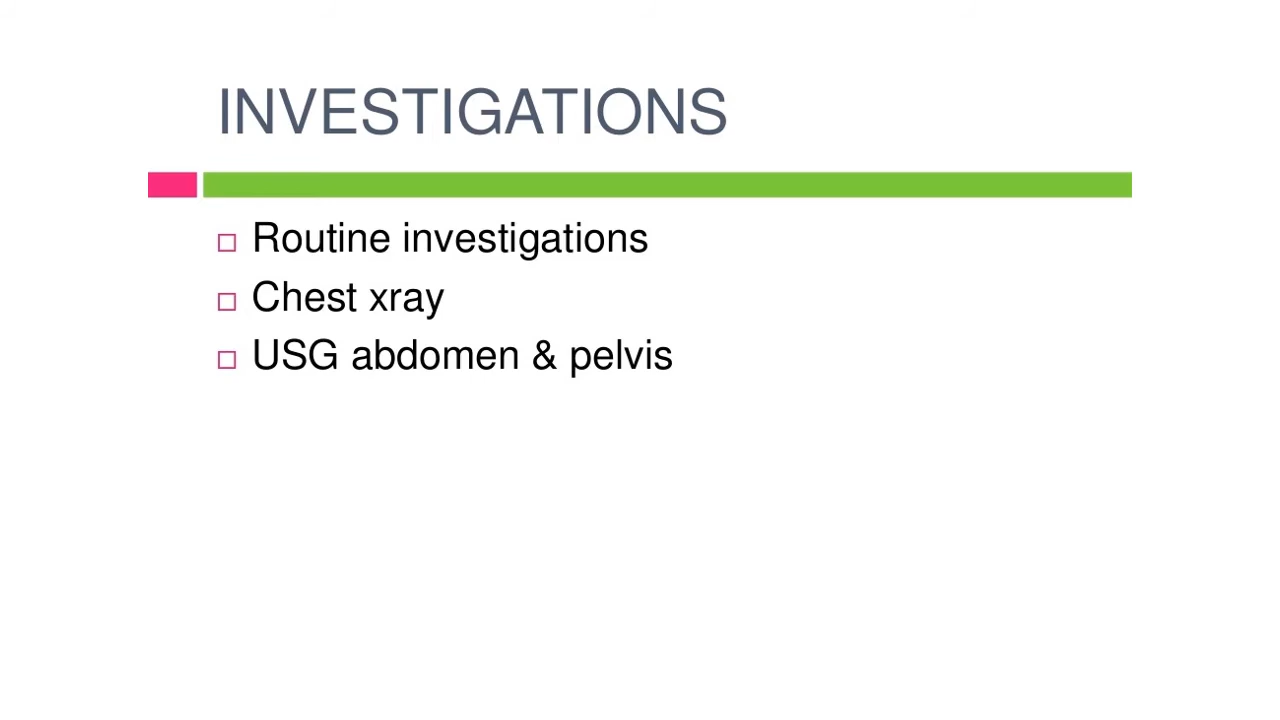 INVESTIGATIONS
Routine investigations
Chest xray
USG abdomen & pelvis